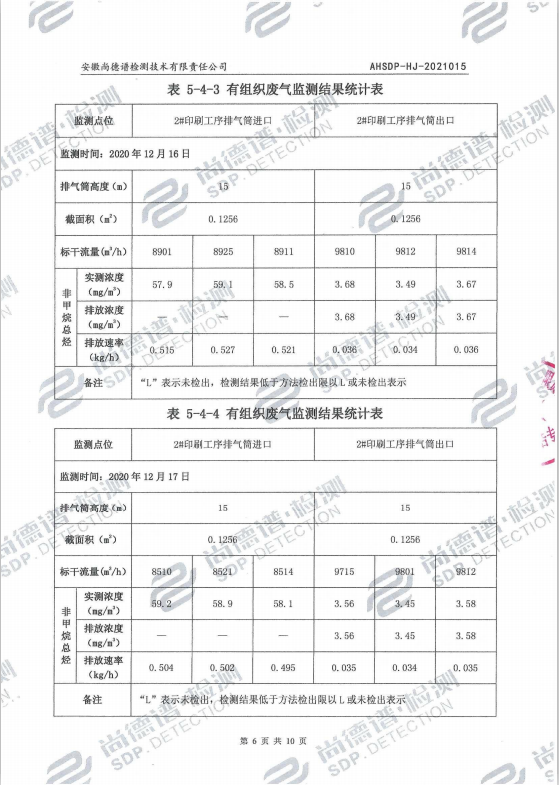 安徽尚德谱检测技术有限责任公司 AHSDP-HJ-2021015
表 5-4-3 有组织废气监测结果统计表
监测点位 2#印刷工序排气筒进口 2#印刷工序排气筒出口
监测时间：2020 年 12 月 16 日
排气筒高度（m） 15 15
截面积（m²） 0.1256 0.1256
标干流量(m³/h) 8901 8925 8911 9810 9812 9814
非甲烷总烃
实测浓度（mg/m³） 57.9 59.1 58.5 3.68 3.49 3.67
排放浓度（mg/m³） — — — 3.68 3.49 3.67
排放速率（kg/h） 0.515 0.527 0.521 0.036 0.034 0.036
备注 “L”表示未检出，检测结果低于方法检出限以 L 或未检出表示
表 5-4-4 有组织废气监测结果统计表
监测点位 2#印刷工序排气筒进口 2#印刷工序排气筒出口
监测时间：2020 年 12 月 17 日
排气筒高度（m） 15 15
截面积（m²） 0.1256 0.1256
标干流量(m³/h) 8510 8521 8514 9715 9801 9812
非甲烷总烃
实测浓度（mg/m³） 59.2 58.9 58.1 3.56 3.45 3.58
排放浓度（mg/m³） — — — 3.56 3.45 3.58
排放速率（kg/h） 0.504 0.502 0.495 0.035 0.034 0.035
备注 “L”表示未检出，检测结果低于方法检出限以 L 或未检出表示
第 6 页 共 10 页
尚德谱·检测
SDP. DETECTION